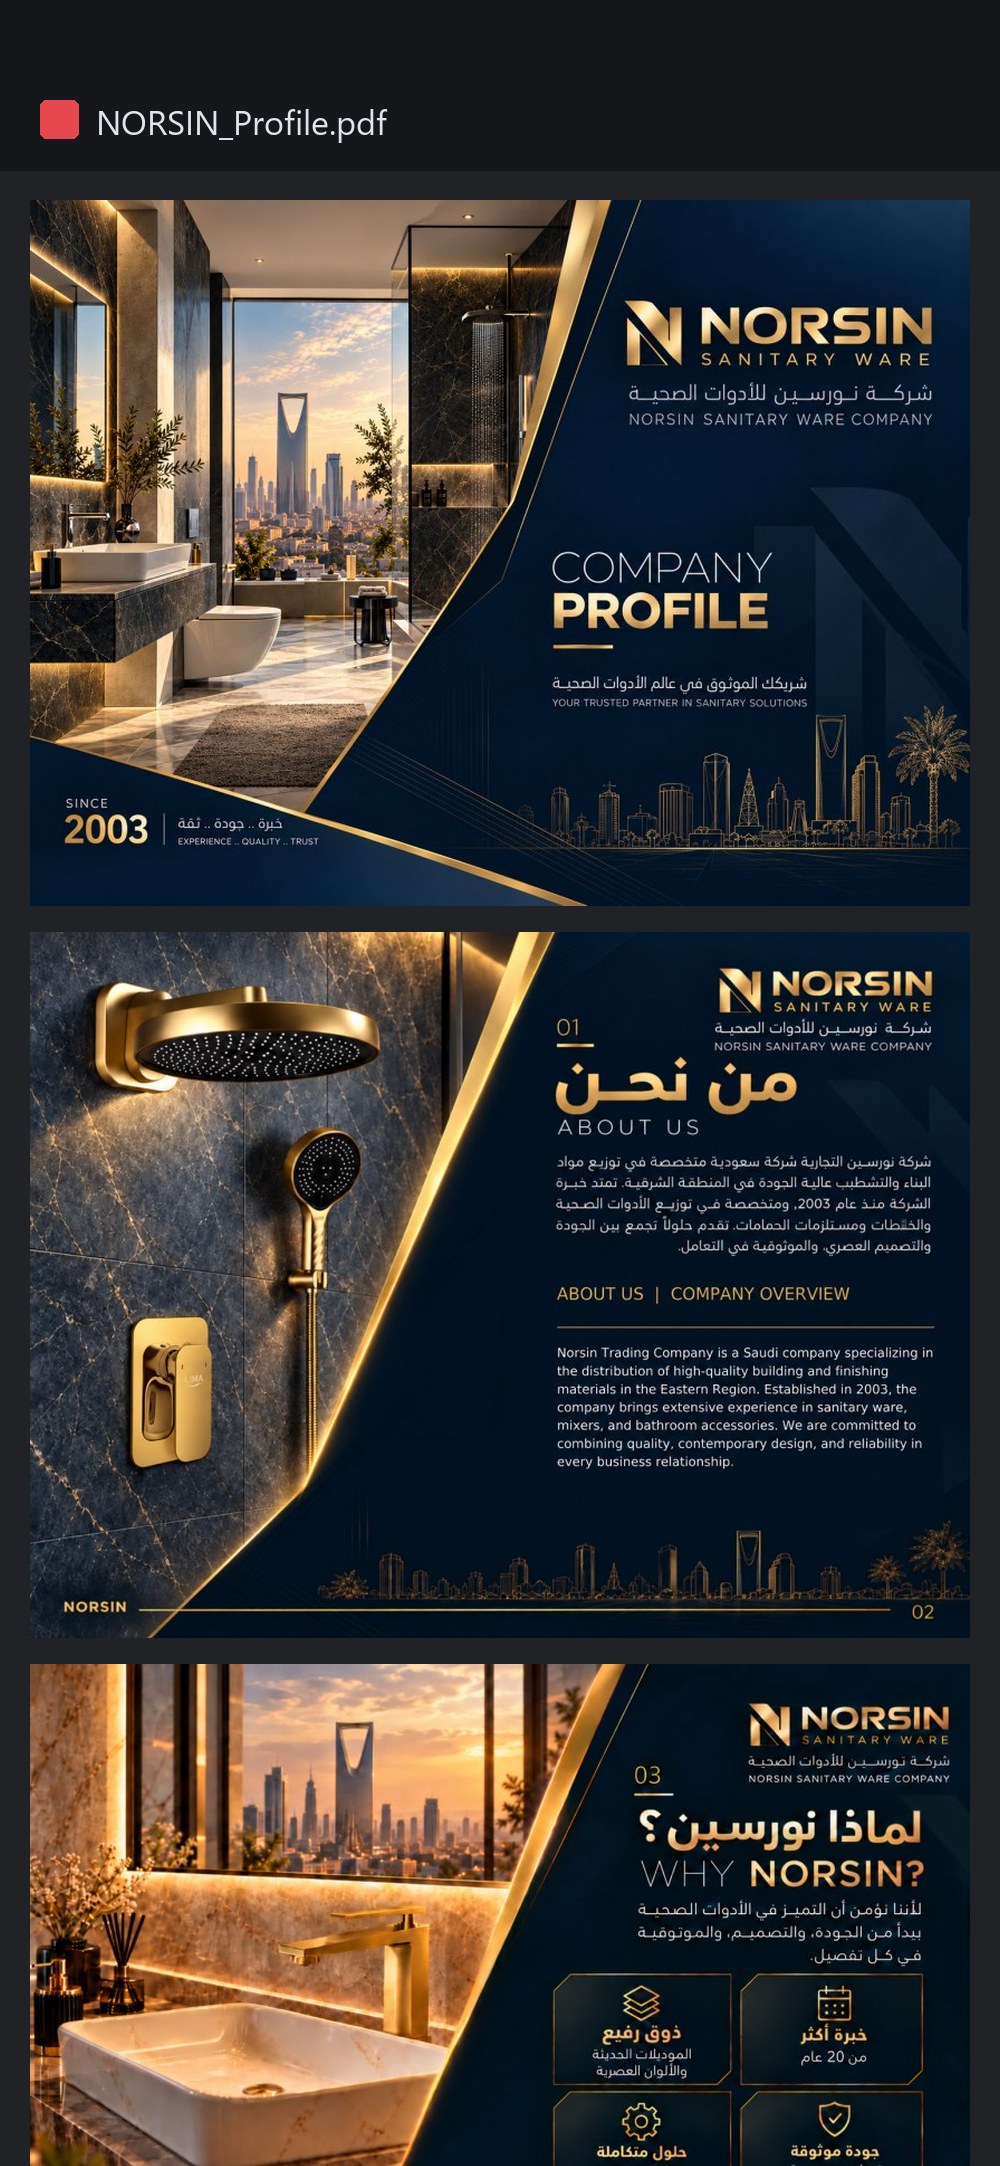 NORSIN_Profile.pdf
NORSIN
SANITARY WARE
شركة نورسين للأدوات الصحية
NORSIN SANITARY WARE COMPANY
COMPANY
PROFILE
شريكك الموثوق في عالم الأدوات الصحية
YOUR TRUSTED PARTNER IN SANITARY SOLUTIONS
SINCE
2003
خبرة .. جودة .. ثقة
EXPERIENCE .. QUALITY .. TRUST
NORSIN
SANITARY WARE
شركة نورسين للأدوات الصحية
NORSIN SANITARY WARE COMPANY
01
من نحن
ABOUT US
شركة نورسين التجارية شركة سعودية متخصصة في توزيع مواد
البناء والتشطيب عالية الجودة في المنطقة الشرقية. تمتد خبرة
الشركة منذ عام 2003, ومتخصصة في توزيع الأدوات الصحية
ومستلزمات الحمامات. تقدم حلولاً تجمع بين الجودة
والتصميم العصري, والموثوقية في التعامل.
ABOUT US | COMPANY OVERVIEW
Norsin Trading Company is a Saudi company specializing in
the distribution of high-quality building and finishing
materials in the Eastern Region. Established in 2003, the
company brings extensive experience in sanitary ware,
mixers, and bathroom accessories. We are committed to
combining quality, contemporary design, and reliability in
every business relationship.
NORSIN
02
NORSIN
SANITARY WARE
شركة نورسين للأدوات الصحية
NORSIN SANITARY WARE COMPANY
03
لماذا نورسين؟
WHY NORSIN?
لأننا نؤمن أن التميز في الأدوات الصحية
يبدأ من الجودة، والتصميم، والموتوقية
في كل تفصيل.
خبرة أكثر
من 20 عام
ذوق رفيع
الموديلات الحديثة
والألوان العصرية
جودة موثوقة
حلول متكاملة